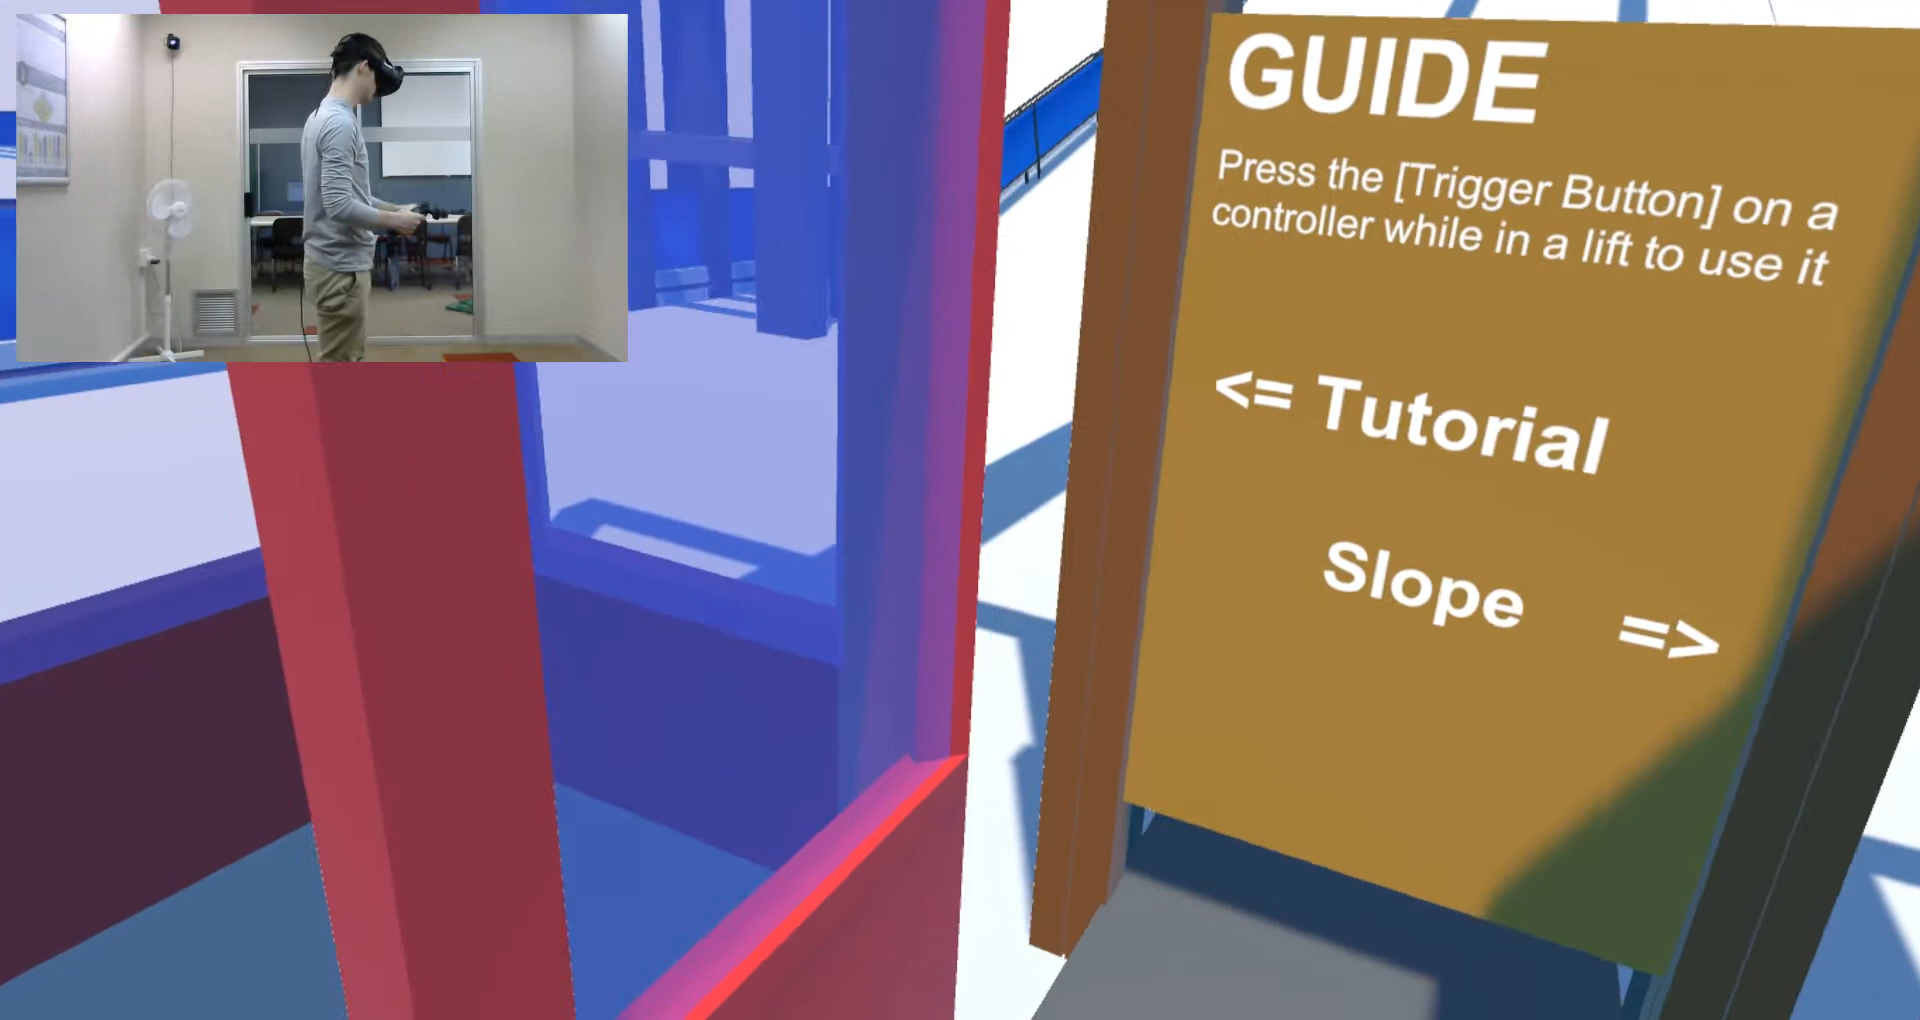 GUIDE
Press the [Trigger Button] on a
controller while in a lift to use it
<= Tutorial
Slope =>